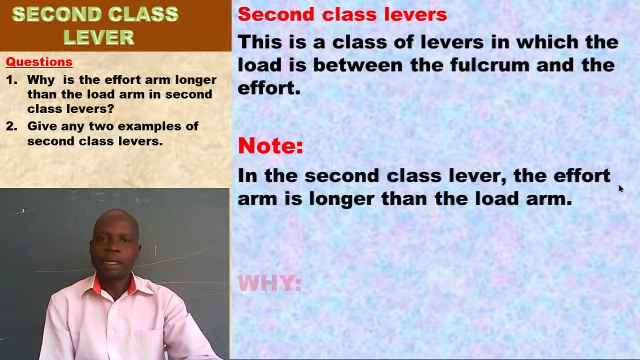 SECOND CLASS
LEVER
Questions
1. Why is the effort arm longer
than the load arm in second
class levers?
2. Give any two examples of
second class levers.
Second class levers
This is a class of levers in which the
load is between the fulcrum and the
effort.
Note:
In the second class lever, the effort
arm is longer than the load arm.
WHY: